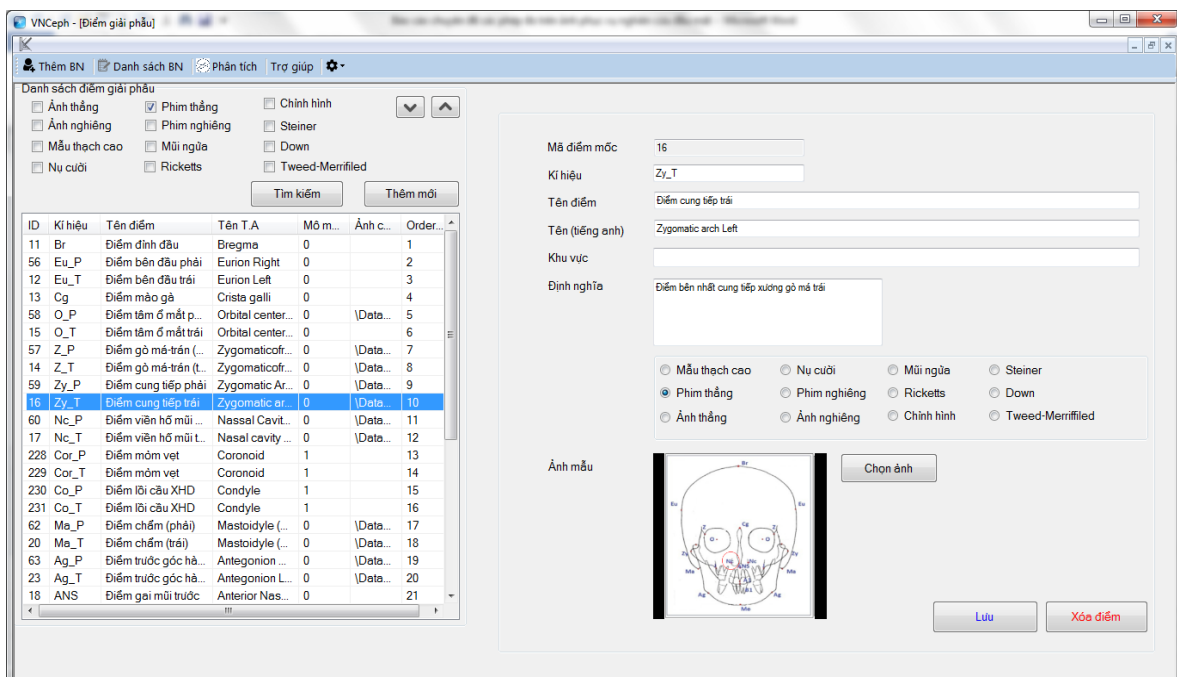 VNCeph - [Điểm giải phẫu]
Thêm BN Danh sách BN Phân tích Trợ giúp
Danh sách điểm giải phẫu
Ảnh thẳng Phim thẳng Chỉnh hình
Ảnh nghiêng Phim nghiêng Steiner
Mẫu thạch cao Mũi ngửa Down
Nụ cười Ricketts Tweed-Merrifiled
Tìm kiếm Thêm mới
ID Kí hiệu Tên điểm Tên T.A Mô m... Ảnh c... Order...
11 Br Điểm đỉnh đầu Bregma 0 1
56 Eu_P Điểm bên đầu phải Eurion Right 0 2
12 Eu_T Điểm bên đầu trái Eurion Left 0 3
13 Cg Điểm mào gà Crista galli 0 4
58 O_P Điểm tâm ổ mắt p... Orbital center... 0 \Data... 5
15 O_T Điểm tâm ổ mắt trái Orbital center... 0 6
57 Z_P Điểm gò má-trán (... Zygomaticofr... 0 \Data... 7
14 Z_T Điểm gò má-trán (t... Zygomaticofr... 0 \Data... 8
59 Zy_P Điểm cung tiếp phải Zygomatic Ar... 0 \Data... 9
16 Zy_T Điểm cung tiếp trái Zygomatic ar... 0 \Data... 10
60 Nc_P Điểm viền hố mũi ... Nassal Cavit... 0 \Data... 11
17 Nc_T Điểm viền hố mũi t... Nasal cavity ... 0 \Data... 12
228 Cor_P Điểm mỏm vẹt Coronoid 1 13
229 Cor_T Điểm mỏm vẹt Coronoid 1 14
230 Co_P Điểm lồi cầu XHD Condyle 1 15
231 Co_T Điểm lồi cầu XHD Condyle 1 16
62 Ma_P Điểm chẩm (phải) Mastoidyle (... 0 \Data... 17
20 Ma_T Điểm chẩm (trái) Mastoidyle (... 0 \Data... 18
63 Ag_P Điểm trước góc hà... Antegonion ... 0 \Data... 19
23 Ag_T Điểm trước góc hà... Antegonion L... 0 \Data... 20
18 ANS Điểm gai mũi trước Anterior Nas... 0 21
Mã điểm mốc 16
Kí hiệu Zy_T
Tên điểm Điểm cung tiếp trái
Tên (tiếng anh) Zygomatic arch Left
Khu vực
Định nghĩa Điểm bên nhất cung tiếp xương gò má trái
Mẫu thạch cao Nụ cười Mũi ngửa Steiner
Phim thẳng Phim nghiêng Ricketts Down
Ảnh thẳng Ảnh nghiêng Chỉnh hình Tweed-Merriffiled
Ảnh mẫu Chọn ảnh
Br
Eu Eu
Z Cg Z
O O
Zy Zy
Ma Ma
Ag Ag
Me
Lưu Xóa điểm